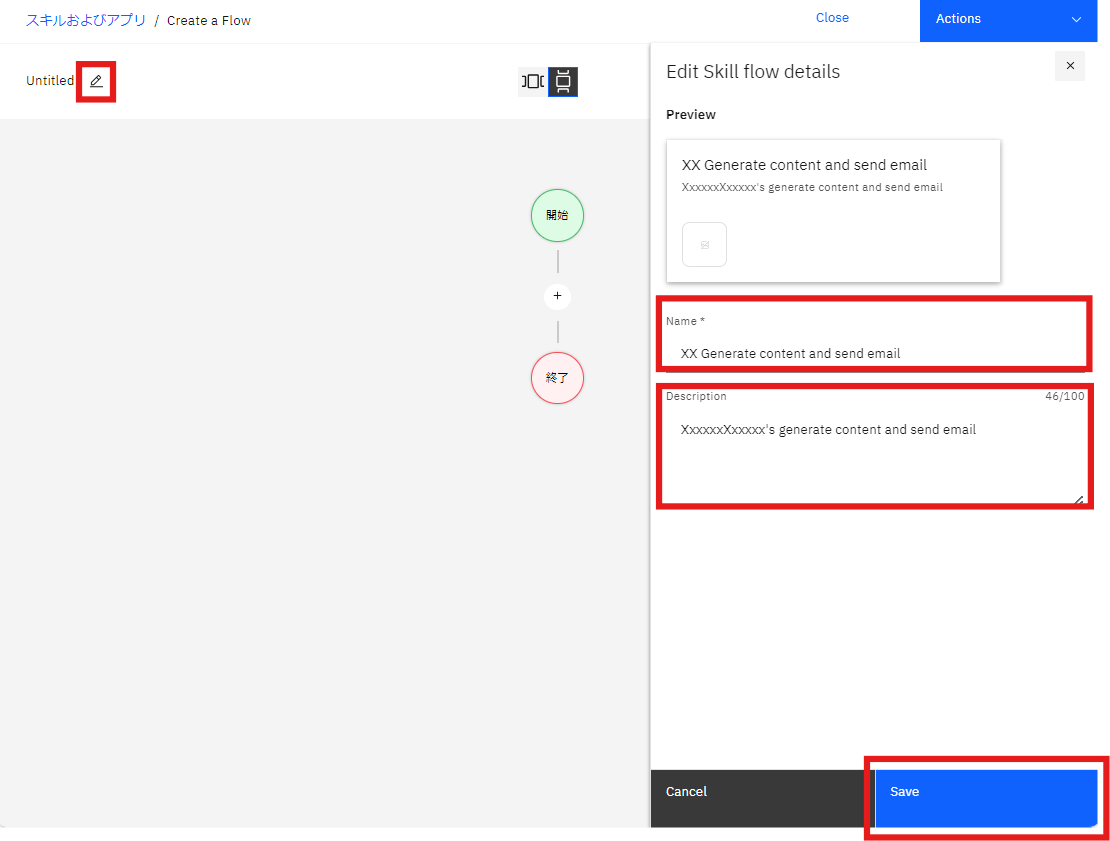 スキルおよびアプリ / Create a Flow
Close
Actions
Untitled
Edit Skill flow details
Preview
XX Generate content and send email
XxxxxxXxxxxx's generate content and send email
開始
+
終了
Name *
XX Generate content and send email
Description 46/100
XxxxxxXxxxxx's generate content and send email
Cancel
Save